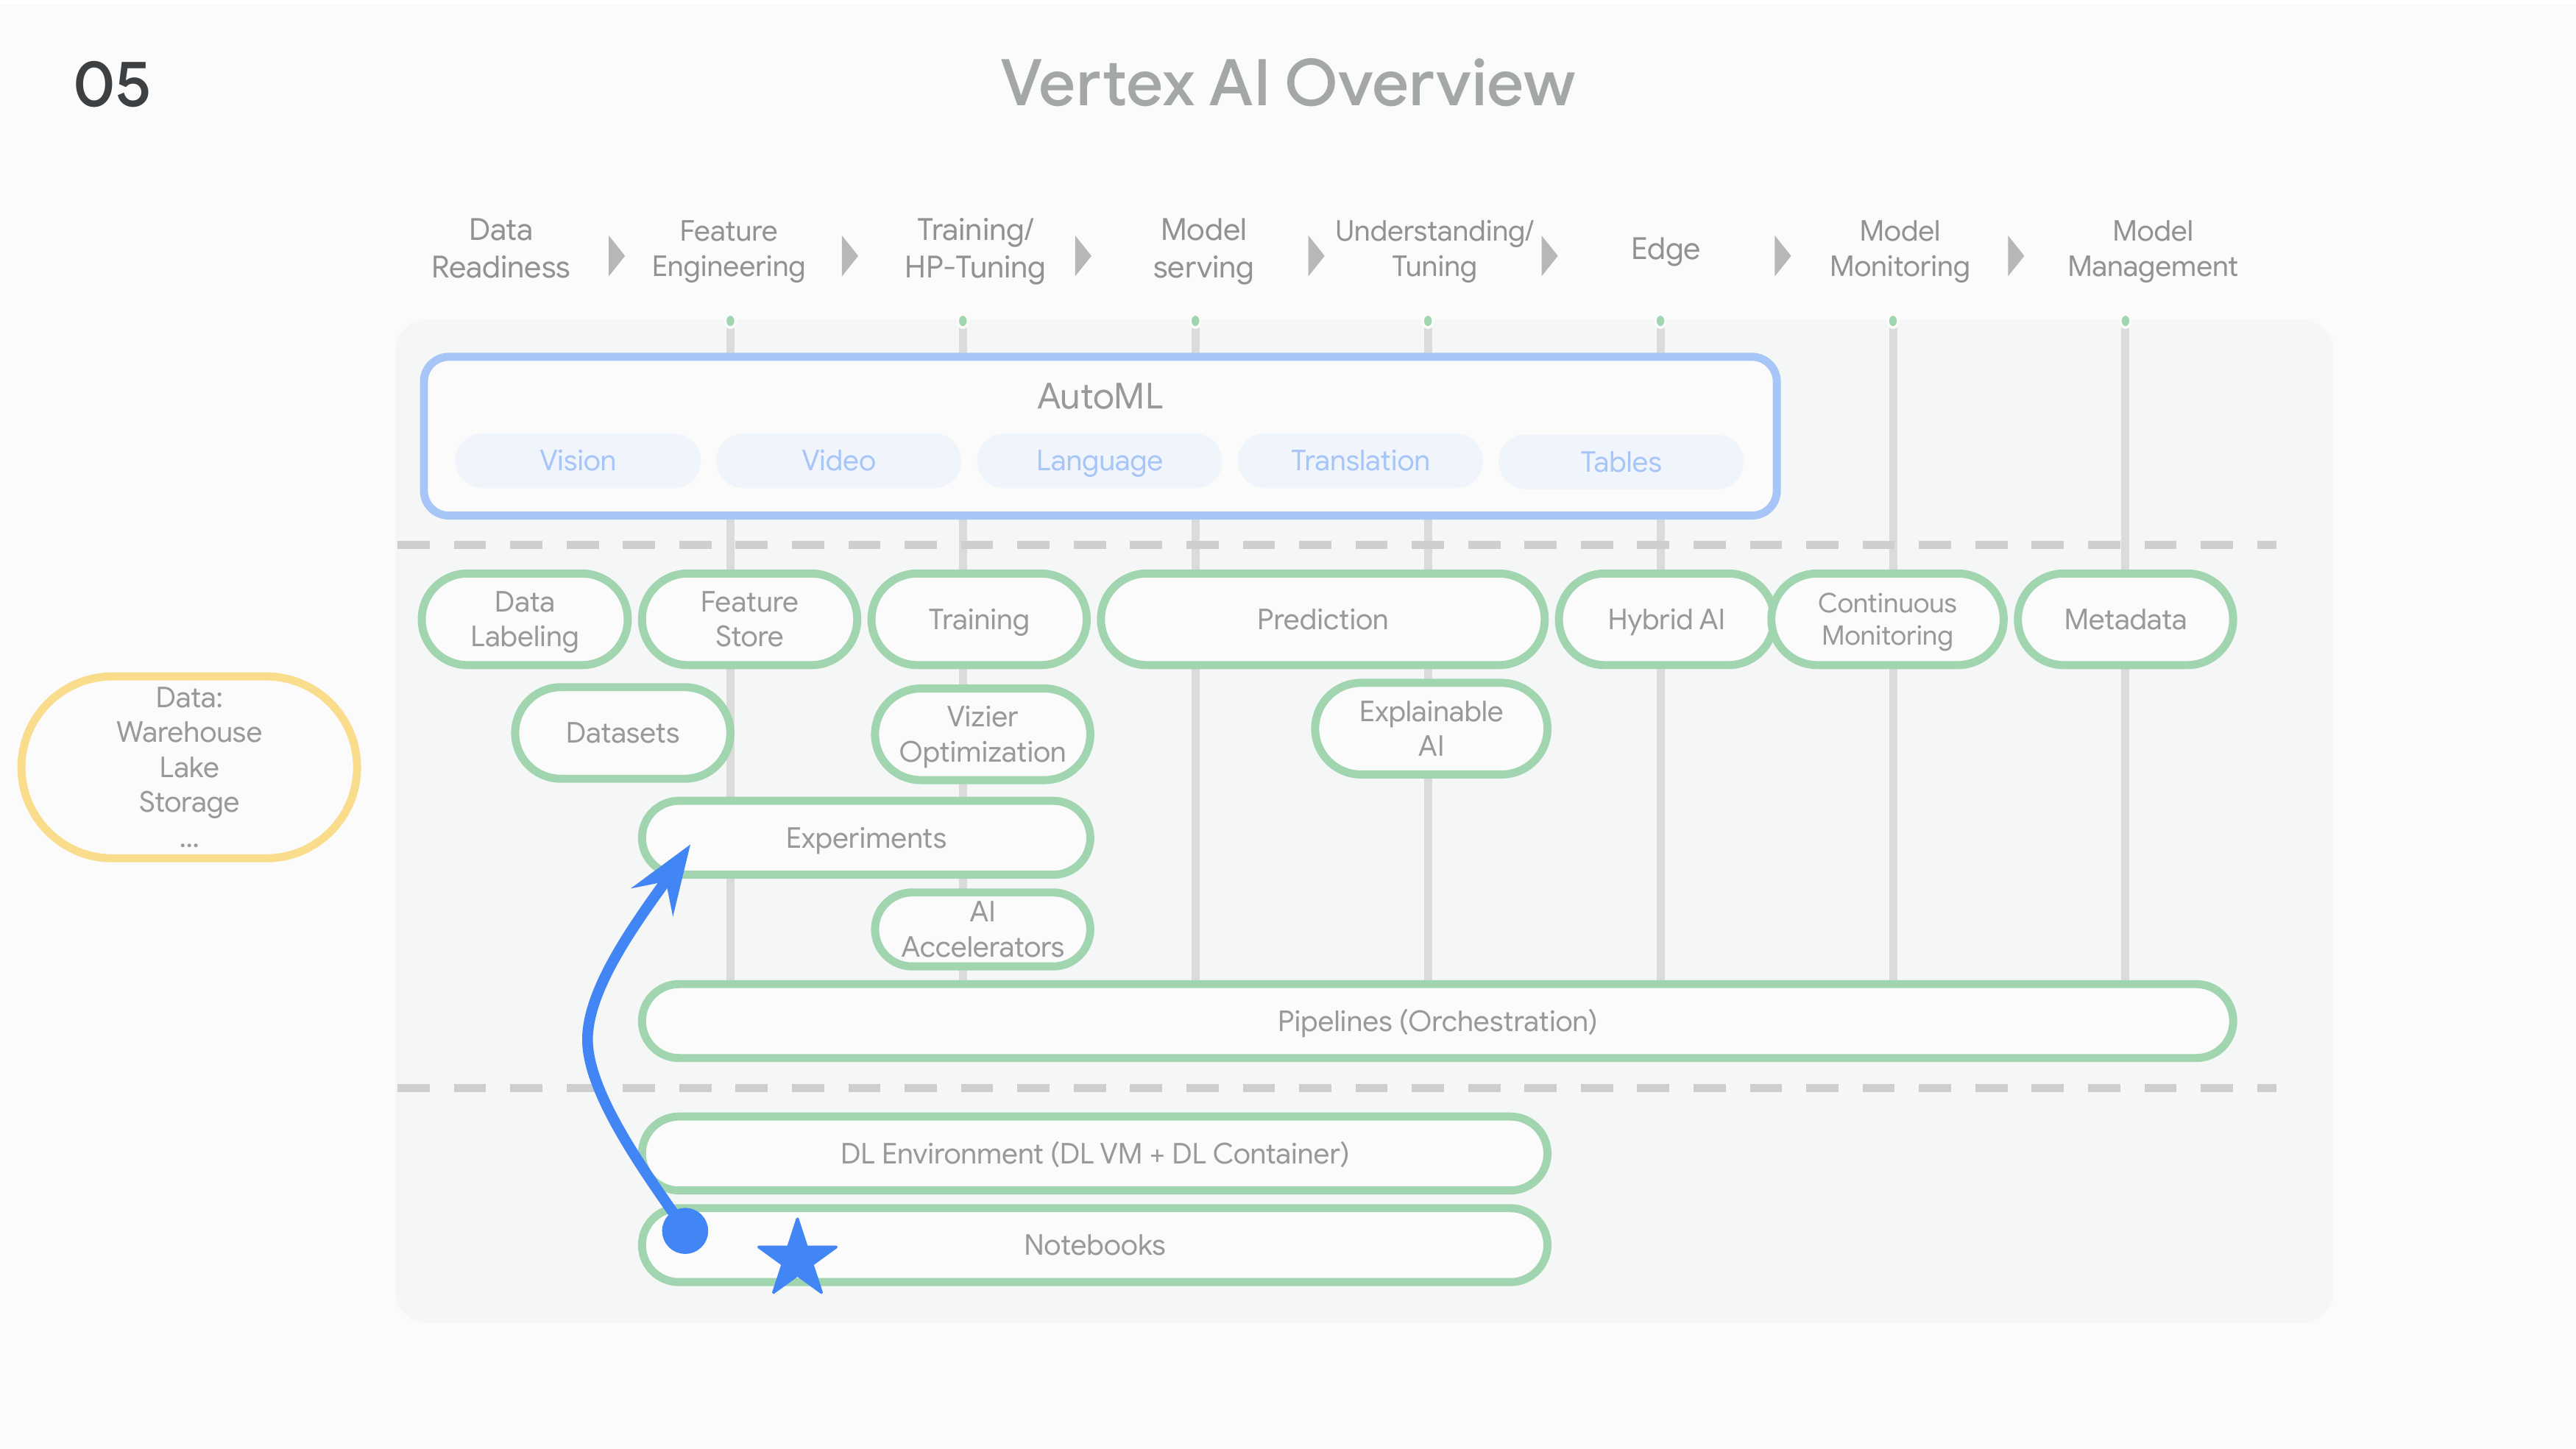 05
Vertex AI Overview
Data
Readiness
Feature
Engineering
Training/
HP-Tuning
Model
serving
Understanding/
Tuning
Edge
Model
Monitoring
Model
Management
AutoML
Vision
Video
Language
Translation
Tables
Data
Labeling
Feature
Store
Training
Prediction
Hybrid AI
Continuous
Monitoring
Metadata
Data:
Warehouse
Lake
Storage
...
Datasets
Vizier
Optimization
Explainable
AI
Experiments
AI
Accelerators
Pipelines (Orchestration)
DL Environment (DL VM + DL Container)
Notebooks